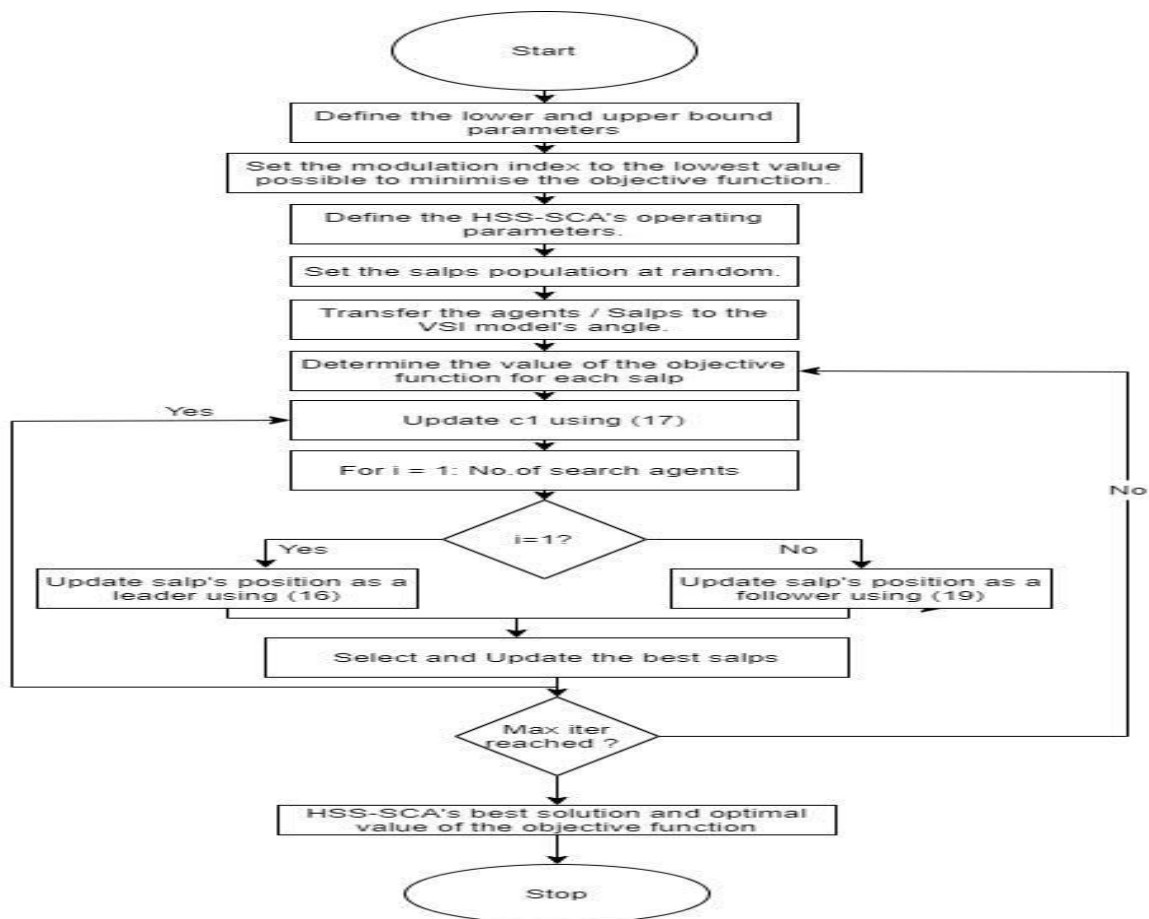 Start
Define the lower and upper bound
parameters
Set the modulation index to the lowest value
possible to minimise the objective function.
Define the HSS-SCA's operating
parameters.
Set the salps population at random.
Transfer the agents / Salps to the
VSI model's angle.
Determine the value of the objective
function for each salp
Yes
Update c1 using (17)
For i = 1: No.of search agents
No
i=1?
Yes
No
Update salp's position as a
leader using (16)
Update salp's position as a
follower using (19)
Select and Update the best salps
Max iter
reached ?
HSS-SCA's best solution and optimal
value of the objective function
Stop